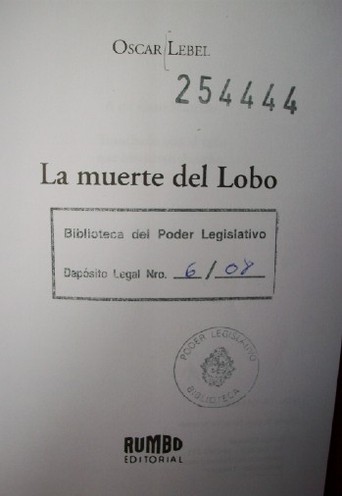 OSCAR LEBEL
254444
La muerte del Lobo
Biblioteca del Poder Legislativo
Depósito Legal Nro. 6/08
PODER LEGISLATIVO
BIBLIOTECA
RUMBO
EDITORIAL